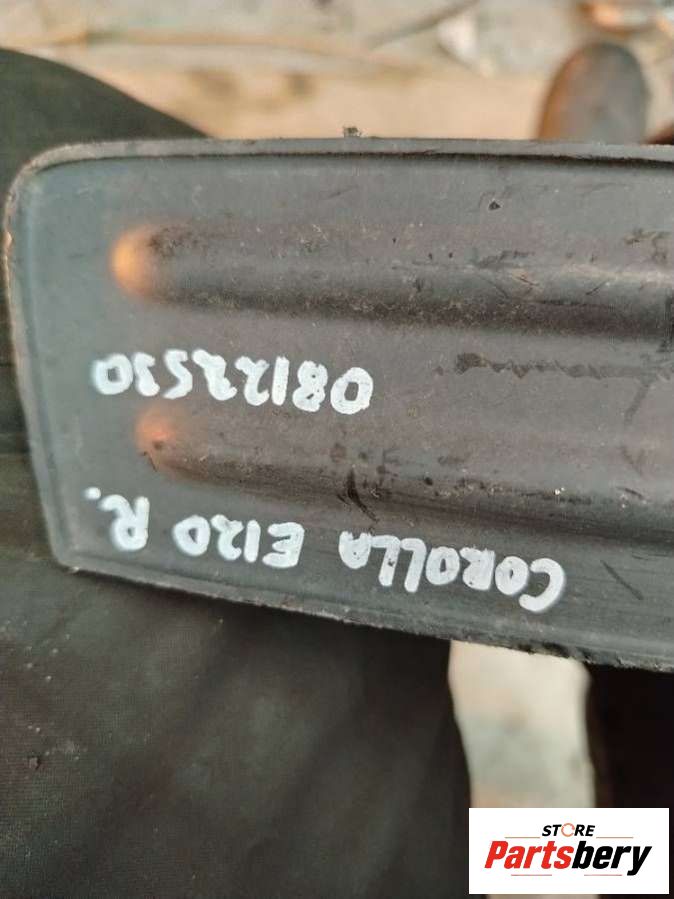 COROLLA E120 R.
08122530
STORE
Partsbery